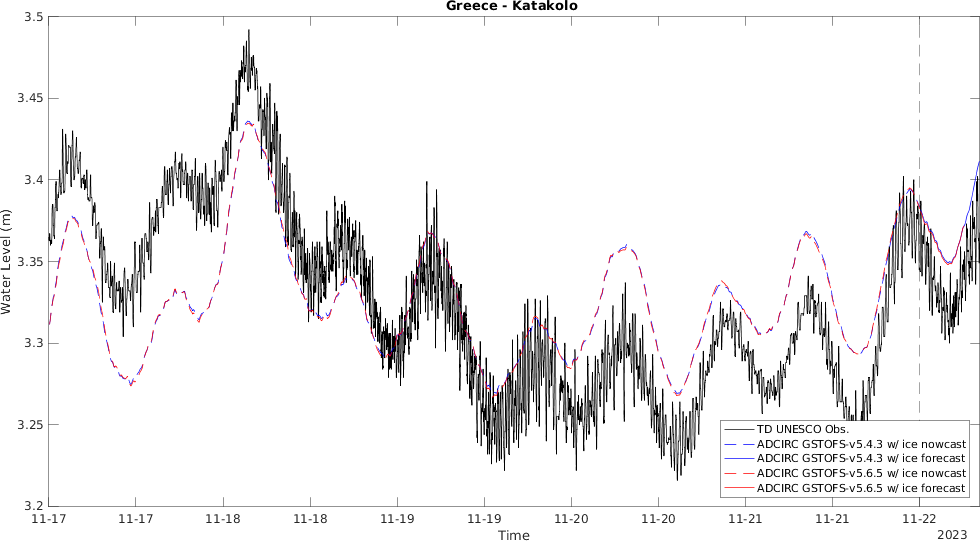 Greece - Katakolo
3.5
3.45
3.4
3.35
3.3
3.25
3.2
Water Level (m)
TD UNESCO Obs.
ADCIRC GSTOFS-v5.4.3 w/ ice nowcast
ADCIRC GSTOFS-v5.4.3 w/ ice forecast
ADCIRC GSTOFS-v5.6.5 w/ ice nowcast
ADCIRC GSTOFS-v5.6.5 w/ ice forecast
11-17 11-17 11-18 11-18 11-19 11-19 11-20 11-20 11-21 11-21 11-22
Time
2023